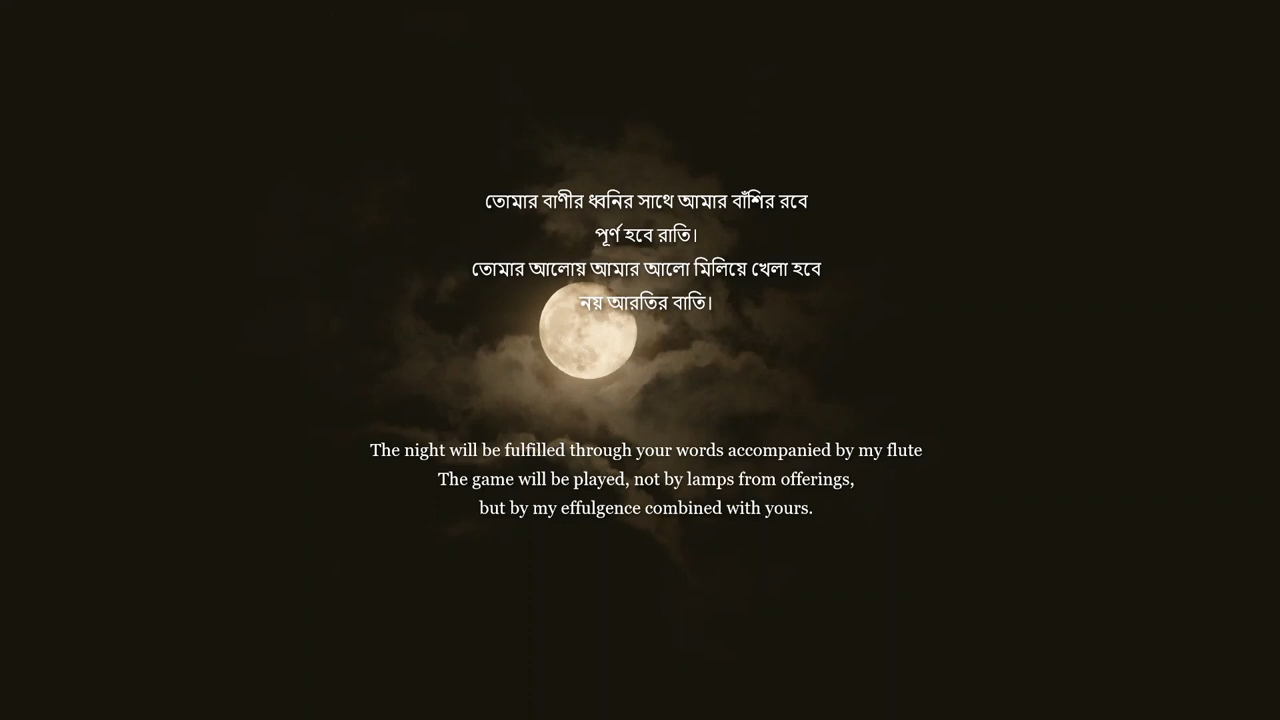 তোমার বাণীর ধ্বনির সাথে আমার বাঁশির রবে
পূর্ণ হবে রাতি।
তোমার আলোয় আমার আলো মিলিয়ে খেলা হবে
নয় আরতির বাতি।
The night will be fulfilled through your words accompanied by my flute
The game will be played, not by lamps from offerings,
but by my effulgence combined with yours.